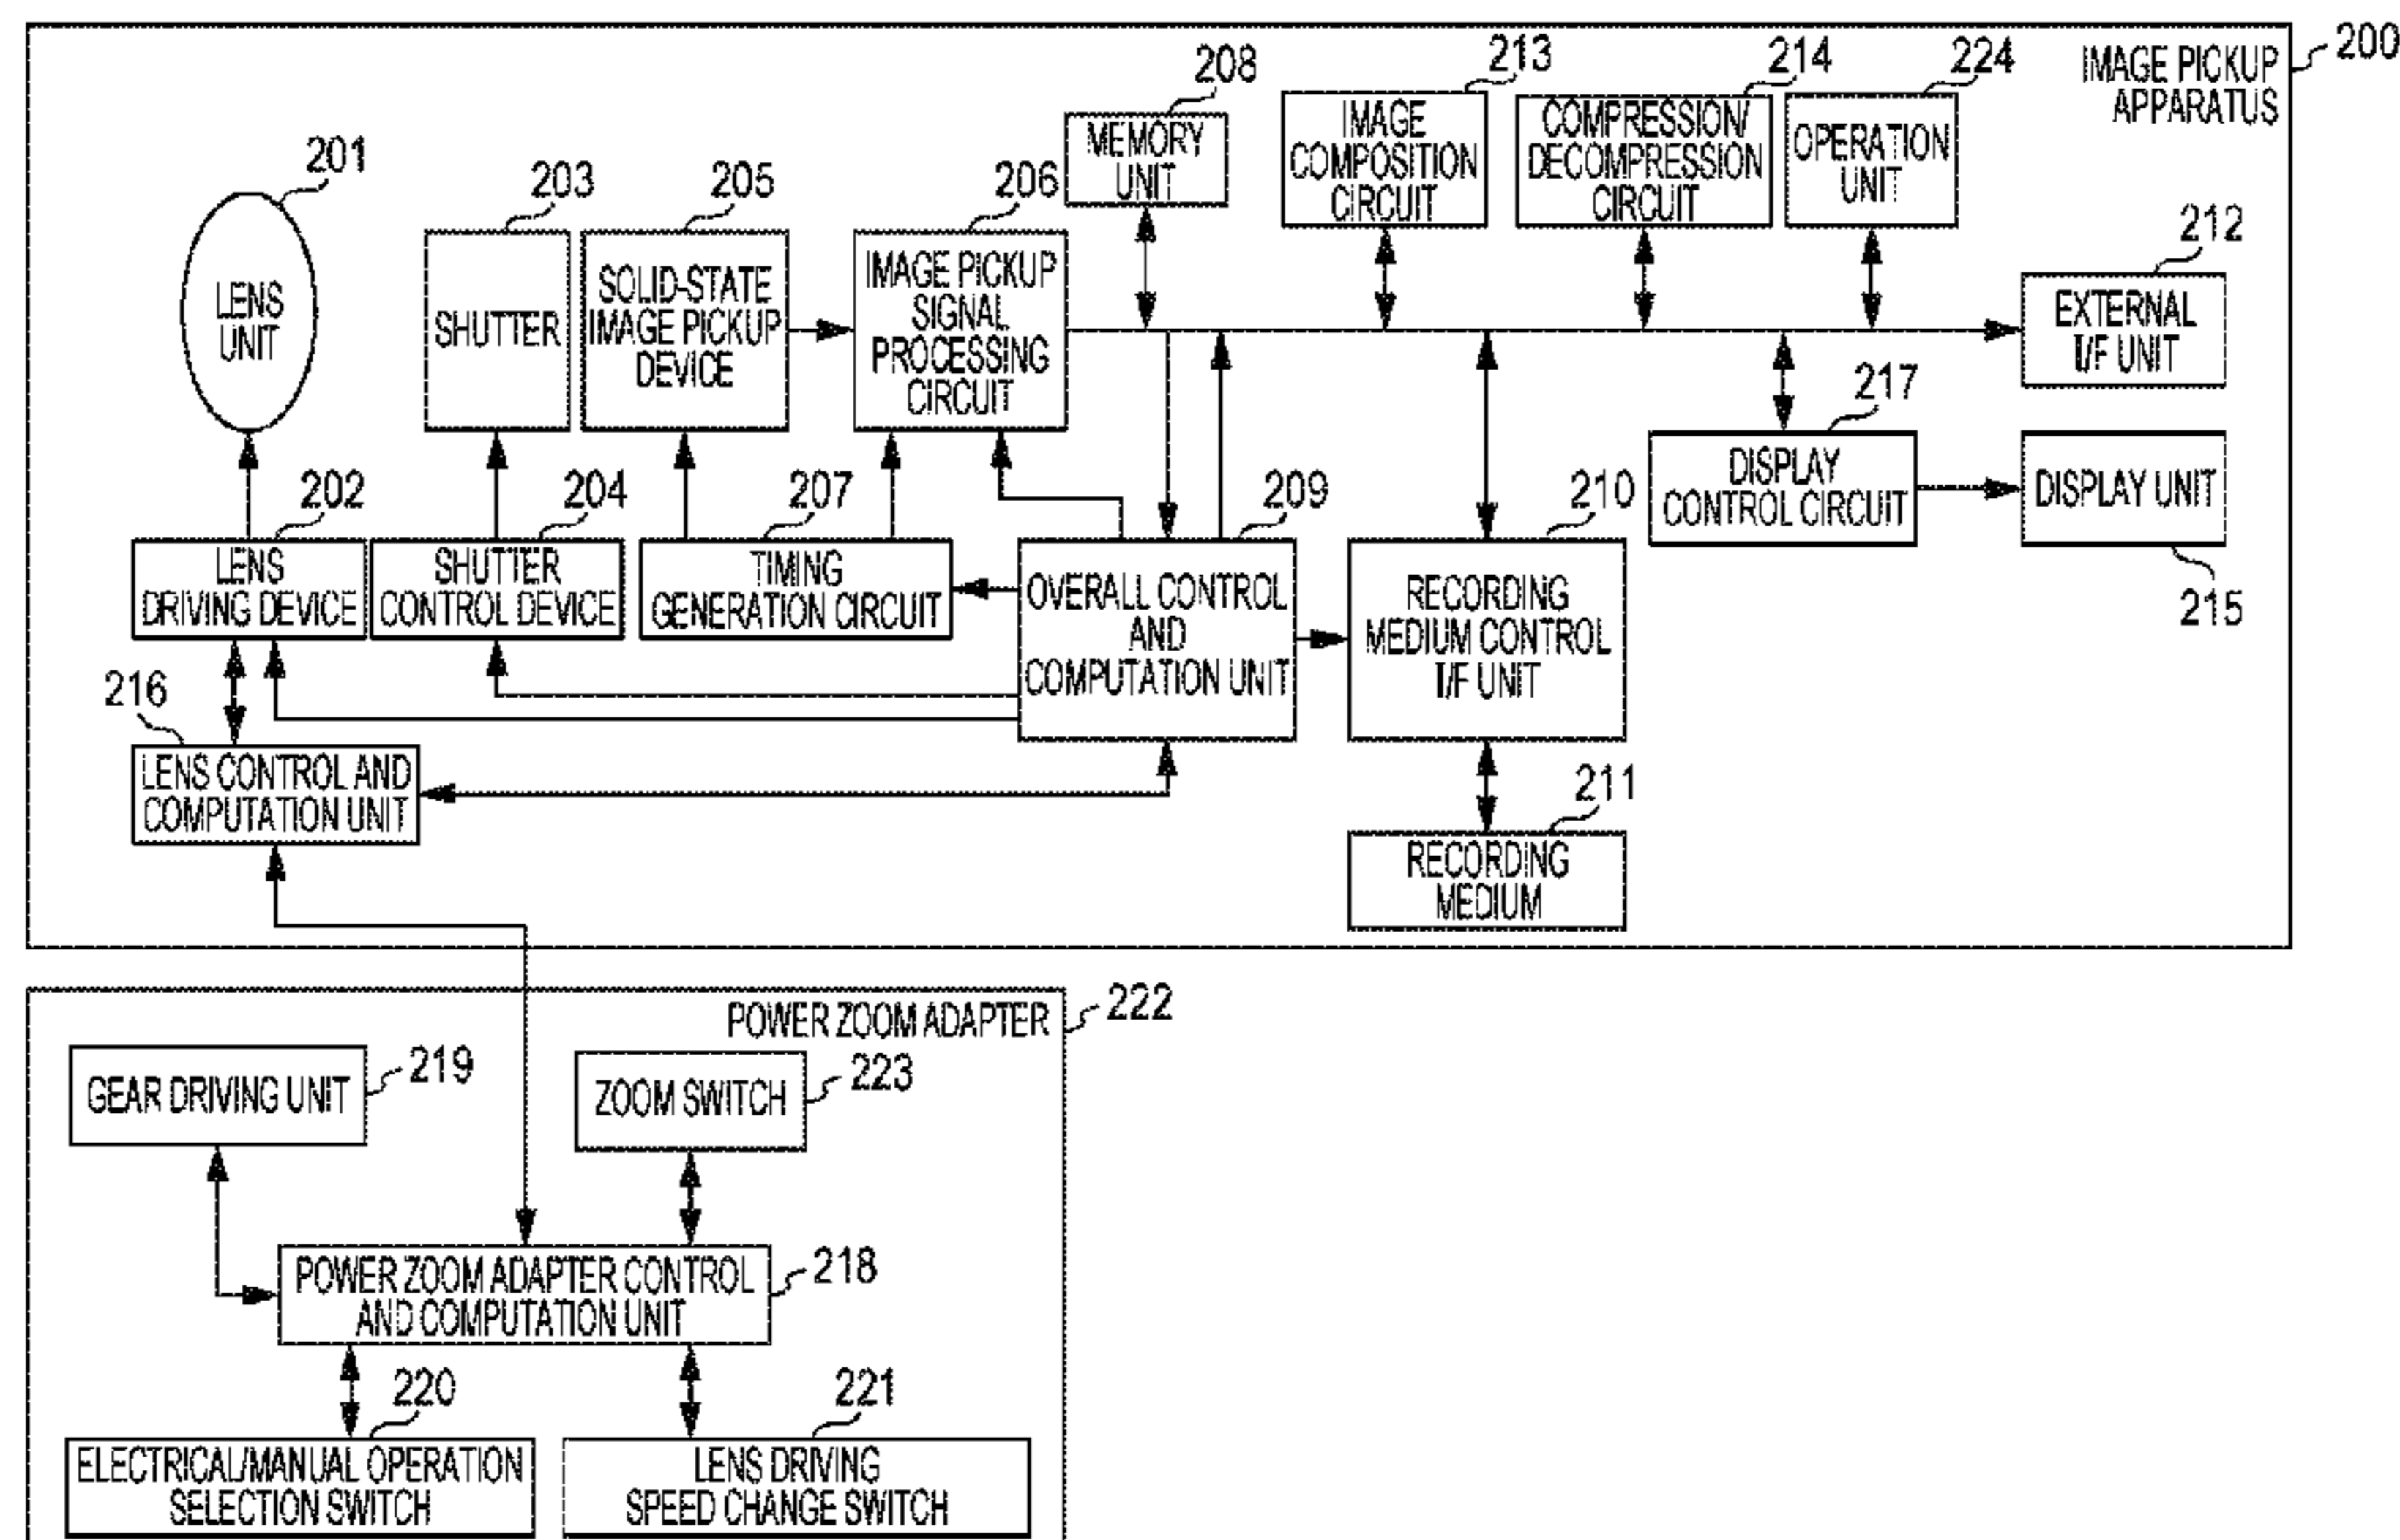 IMAGE PICKUP
APPARATUS
200
201
LENS
UNIT
203
SHUTTER
205
SOLID-STATE
IMAGE PICKUP
DEVICE
206
IMAGE PICKUP
SIGNAL
PROCESSING
CIRCUIT
208
MEMORY
UNIT
213
IMAGE
COMPOSITION
CIRCUIT
214
COMPRESSION/
DECOMPRESSION
CIRCUIT
224
OPERATION
UNIT
212
EXTERNAL
I/F UNIT
202
LENS
DRIVING DEVICE
204
SHUTTER
CONTROL DEVICE
207
TIMING
GENERATION CIRCUIT
209
OVERALL CONTROL
AND
COMPUTATION UNIT
210
RECORDING
MEDIUM CONTROL
I/F UNIT
217
DISPLAY
CONTROL CIRCUIT
DISPLAY UNIT
215
216
LENS CONTROL AND
COMPUTATION UNIT
211
RECORDING
MEDIUM
POWER ZOOM ADAPTER
222
GEAR DRIVING UNIT
219
ZOOM SWITCH
223
POWER ZOOM ADAPTER CONTROL
AND COMPUTATION UNIT
218
220
ELECTRICAL/MANUAL OPERATION
SELECTION SWITCH
221
LENS DRIVING
SPEED CHANGE SWITCH